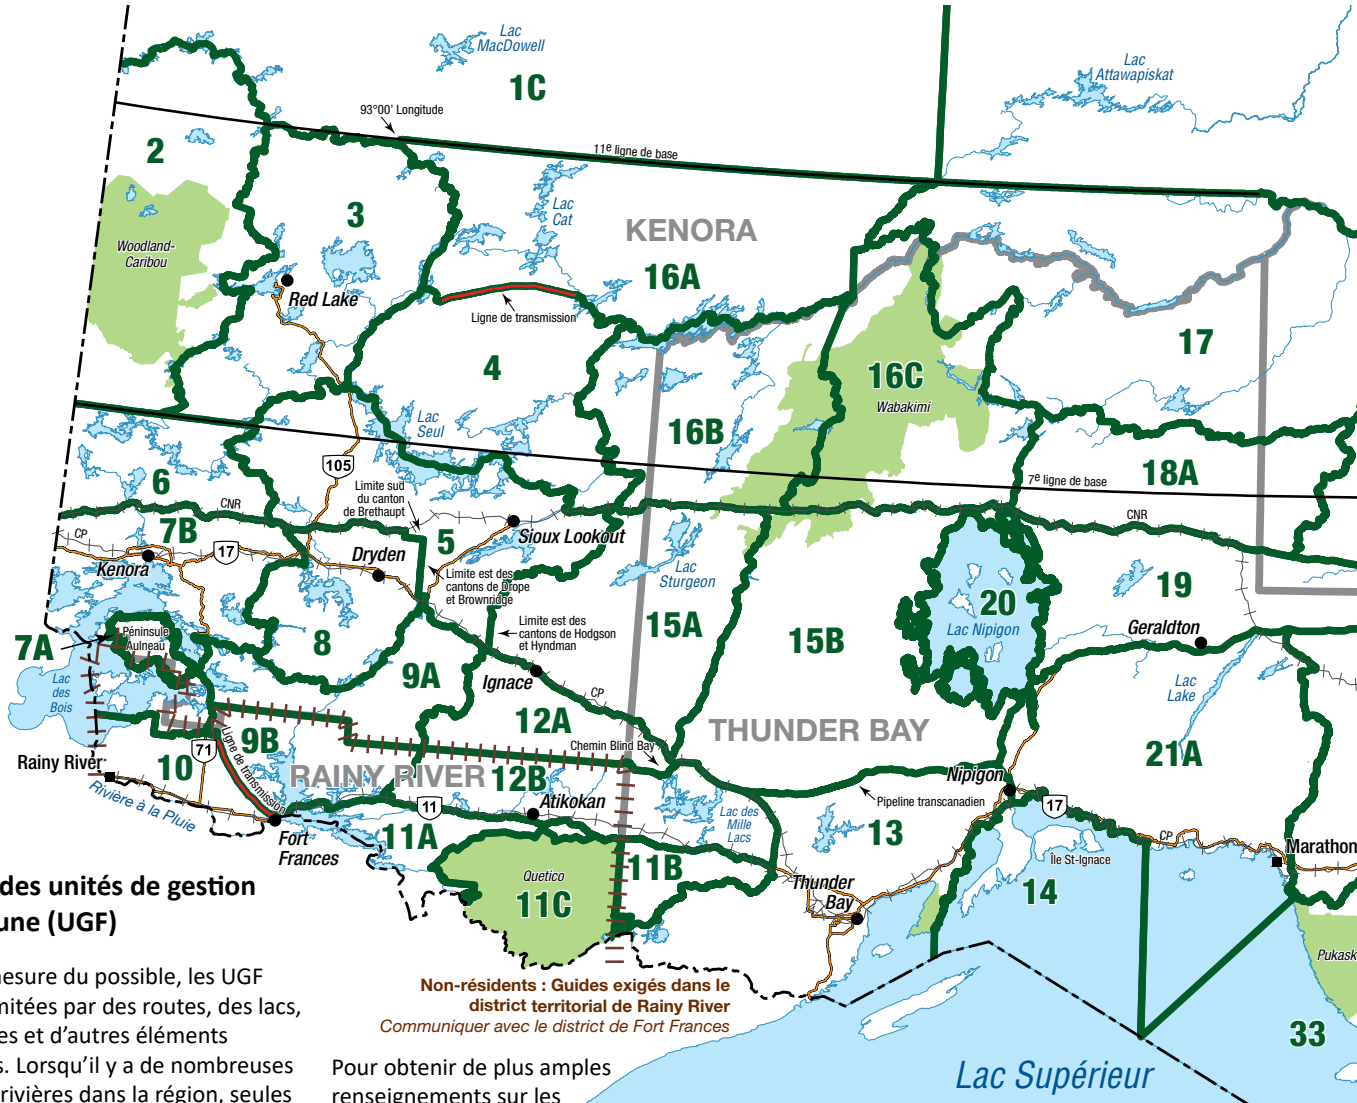 Lac
MacDowell
1C
Lac
Attawapiskat
93°00' Longitude
11e ligne de base
2
3
Woodland-
Caribou
Lac
Cat
KENORA
16A
Red Lake
Ligne de transmission
17
4
16C
Wabakimi
Lac
Seul
16B
105
18A
7e ligne de base
6
Limite sud
du canton
de Brethaupt
CNR
CNR
7B
CP
17
Kenora
Dryden
5
Sioux Lookout
Limite est des
cantons de Drope
et Brownridge
Lac
Sturgeon
19
20
Lac Nipigon
Geraldton
Limite est des
cantons de Hodgson
et Hyndman
15A
15B
7A
Péninsule
Aulneau
8
9A
Ignace
CP
Lac
des
Bois
Lac
Lake
12A
THUNDER BAY
9B
71
Ligne de transmission
Chemin Blind Bay
21A
Rainy River
10
RAINY RIVER
12B
Nipigon
Pipeline transcanadien
Rivière à la Pluie
11
Atikokan
17
Lac des
Mille
Lacs
13
11A
Fort
Frances
CP
Marathon
Île St-Ignace
Quetico
11C
11B
Thunder
Bay
14
des unités de gestion
une (UGF)
Pukask
mesure du possible, les UGF
mitées par des routes, des lacs,
es et d'autres éléments
s. Lorsqu'il y a de nombreuses
rivières dans la région, seules
Non-résidents : Guides exigés dans le
district territorial de Rainy River
Communiquer avec le district de Fort Frances
Pour obtenir de plus amples
renseignements sur les
33
Lac Supérieur